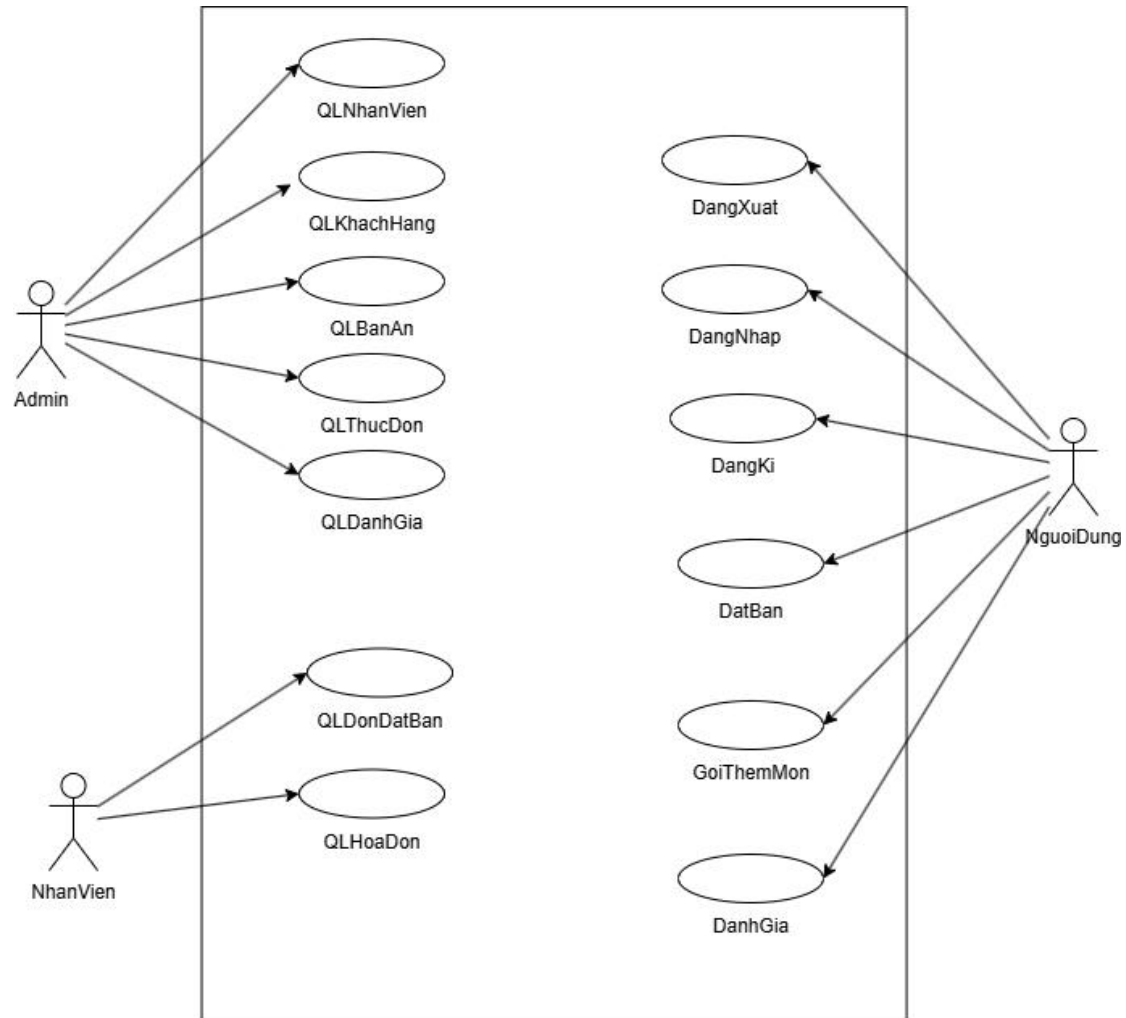 QLNhanVien
QLKhachHang
QLBanAn
QLThucDon
QLDanhGia
Admin
QLDonDatBan
QLHoaDon
NhanVien
DangXuat
DangNhap
DangKi
DatBan
GoiThemMon
DanhGia
NguoiDung